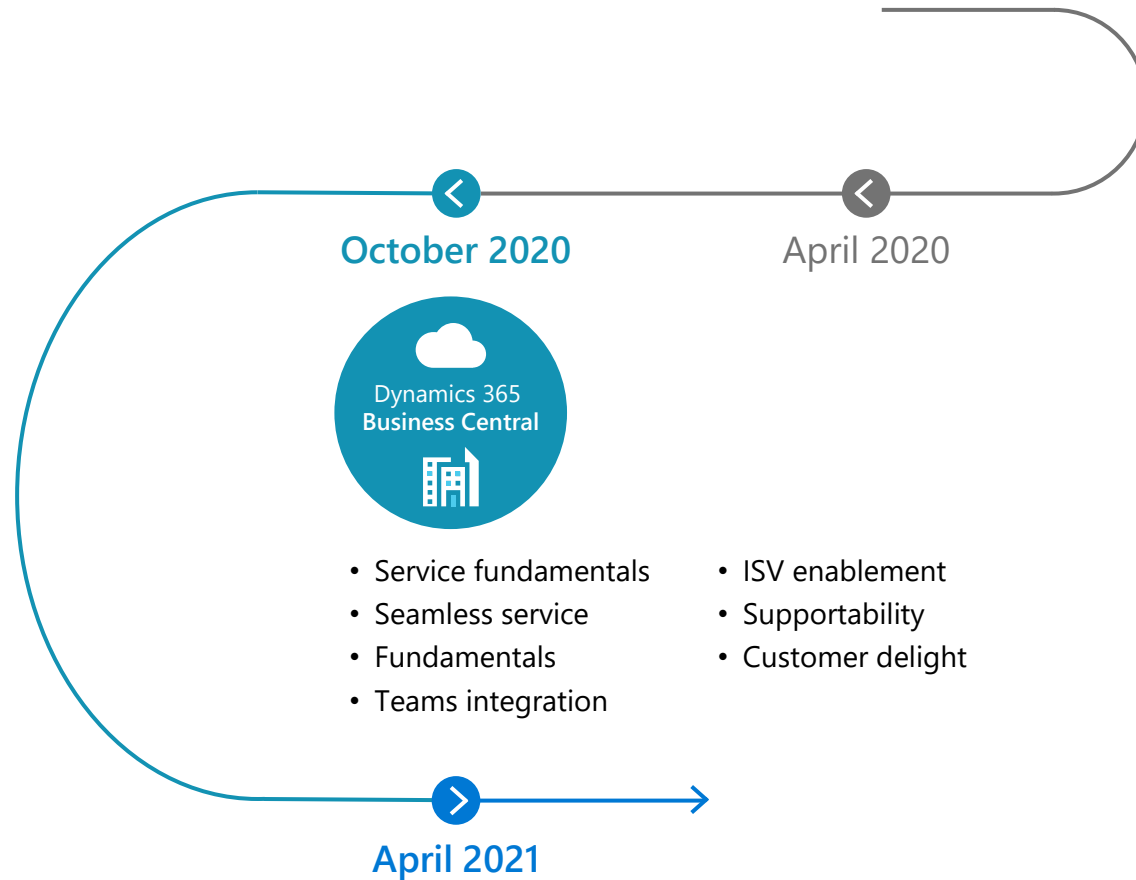 October 2020
April 2020
Dynamics 365
Business Central
• Service fundamentals
• Seamless service
• Fundamentals
• Teams integration
• ISV enablement
• Supportability
• Customer delight
April 2021